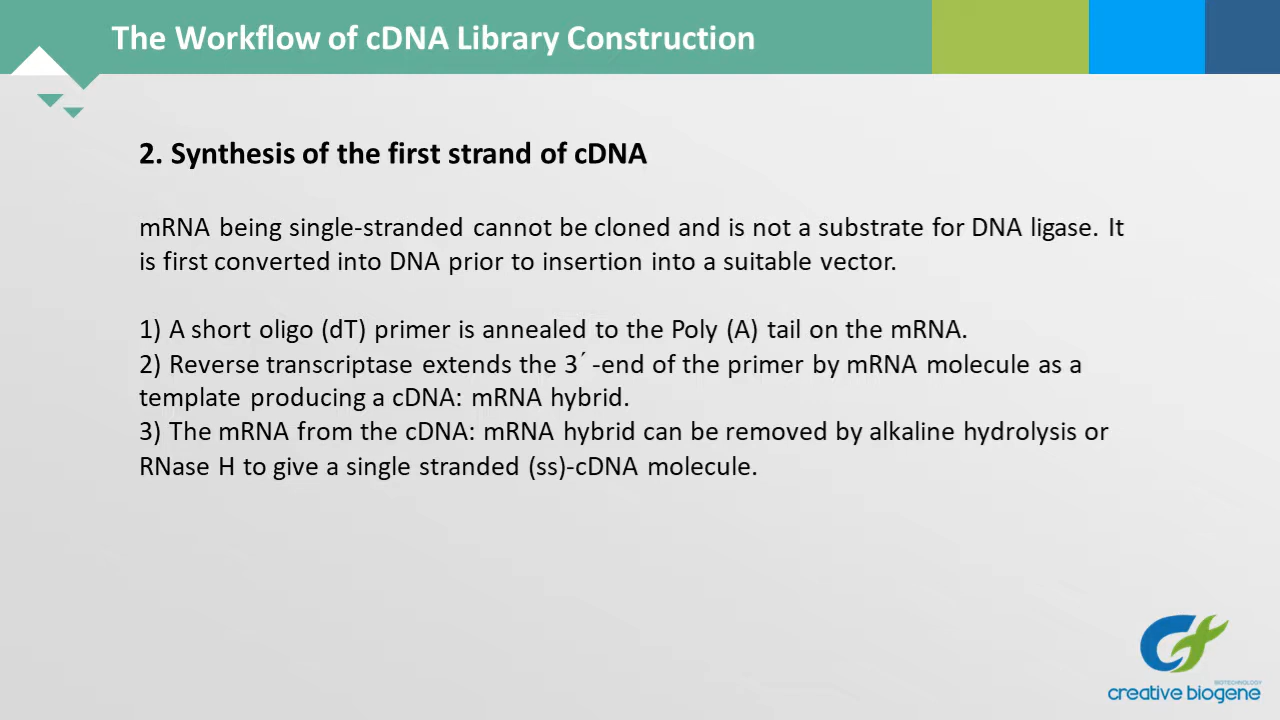 The Workflow of cDNA Library Construction
2. Synthesis of the first strand of cDNA
mRNA being single-stranded cannot be cloned and is not a substrate for DNA ligase. It
is first converted into DNA prior to insertion into a suitable vector.
1) A short oligo (dT) primer is annealed to the Poly (A) tail on the mRNA.
2) Reverse transcriptase extends the 3´ -end of the primer by mRNA molecule as a
template producing a cDNA: mRNA hybrid.
3) The mRNA from the cDNA: mRNA hybrid can be removed by alkaline hydrolysis or
RNase H to give a single stranded (ss)-cDNA molecule.
BIOTECHNOLOGY
creative biogene